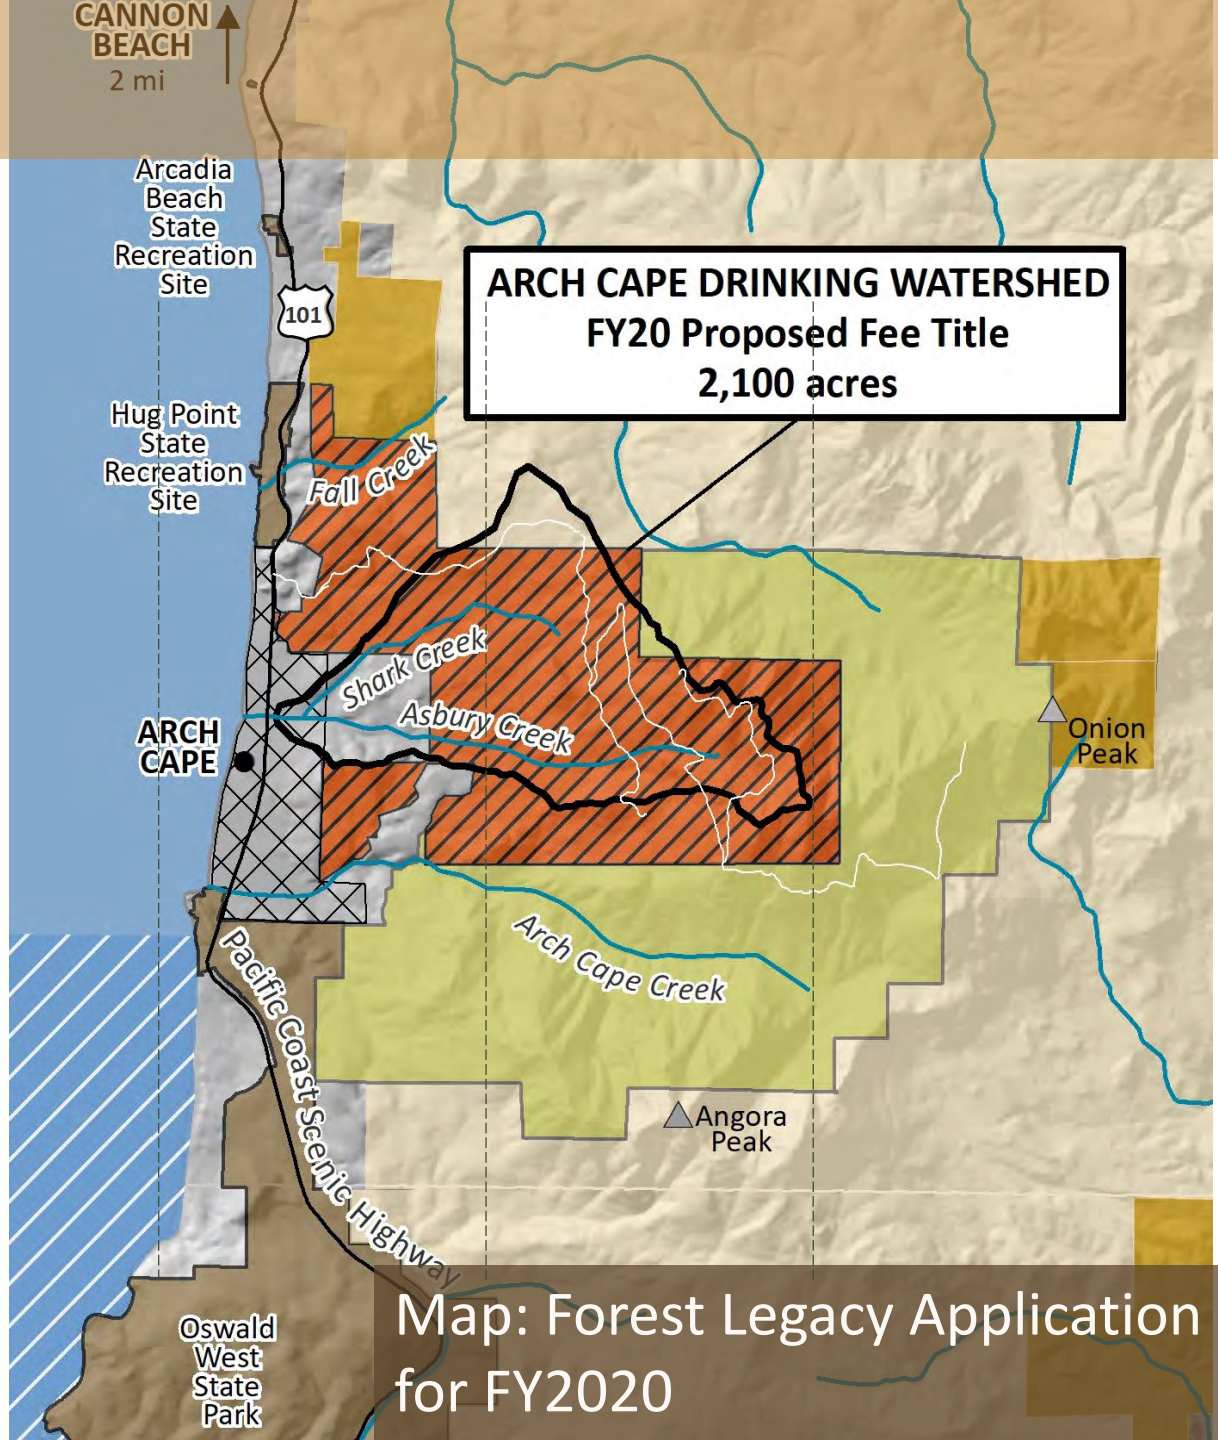 CANNON
BEACH
2 mi
Arcadia
Beach
State
Recreation
Site
101
ARCH CAPE DRINKING WATERSHED
FY20 Proposed Fee Title
2,100 acres
Hug Point
State
Recreation
Site
Fall Creek
Shark Creek
Asbury Creek
ARCH
CAPE
Onion
Peak
Arch Cape Creek
Pacific Coast Scenic Highway
Angora
Peak
Oswald
West
State
Park
Map: Forest Legacy Application
for FY2020